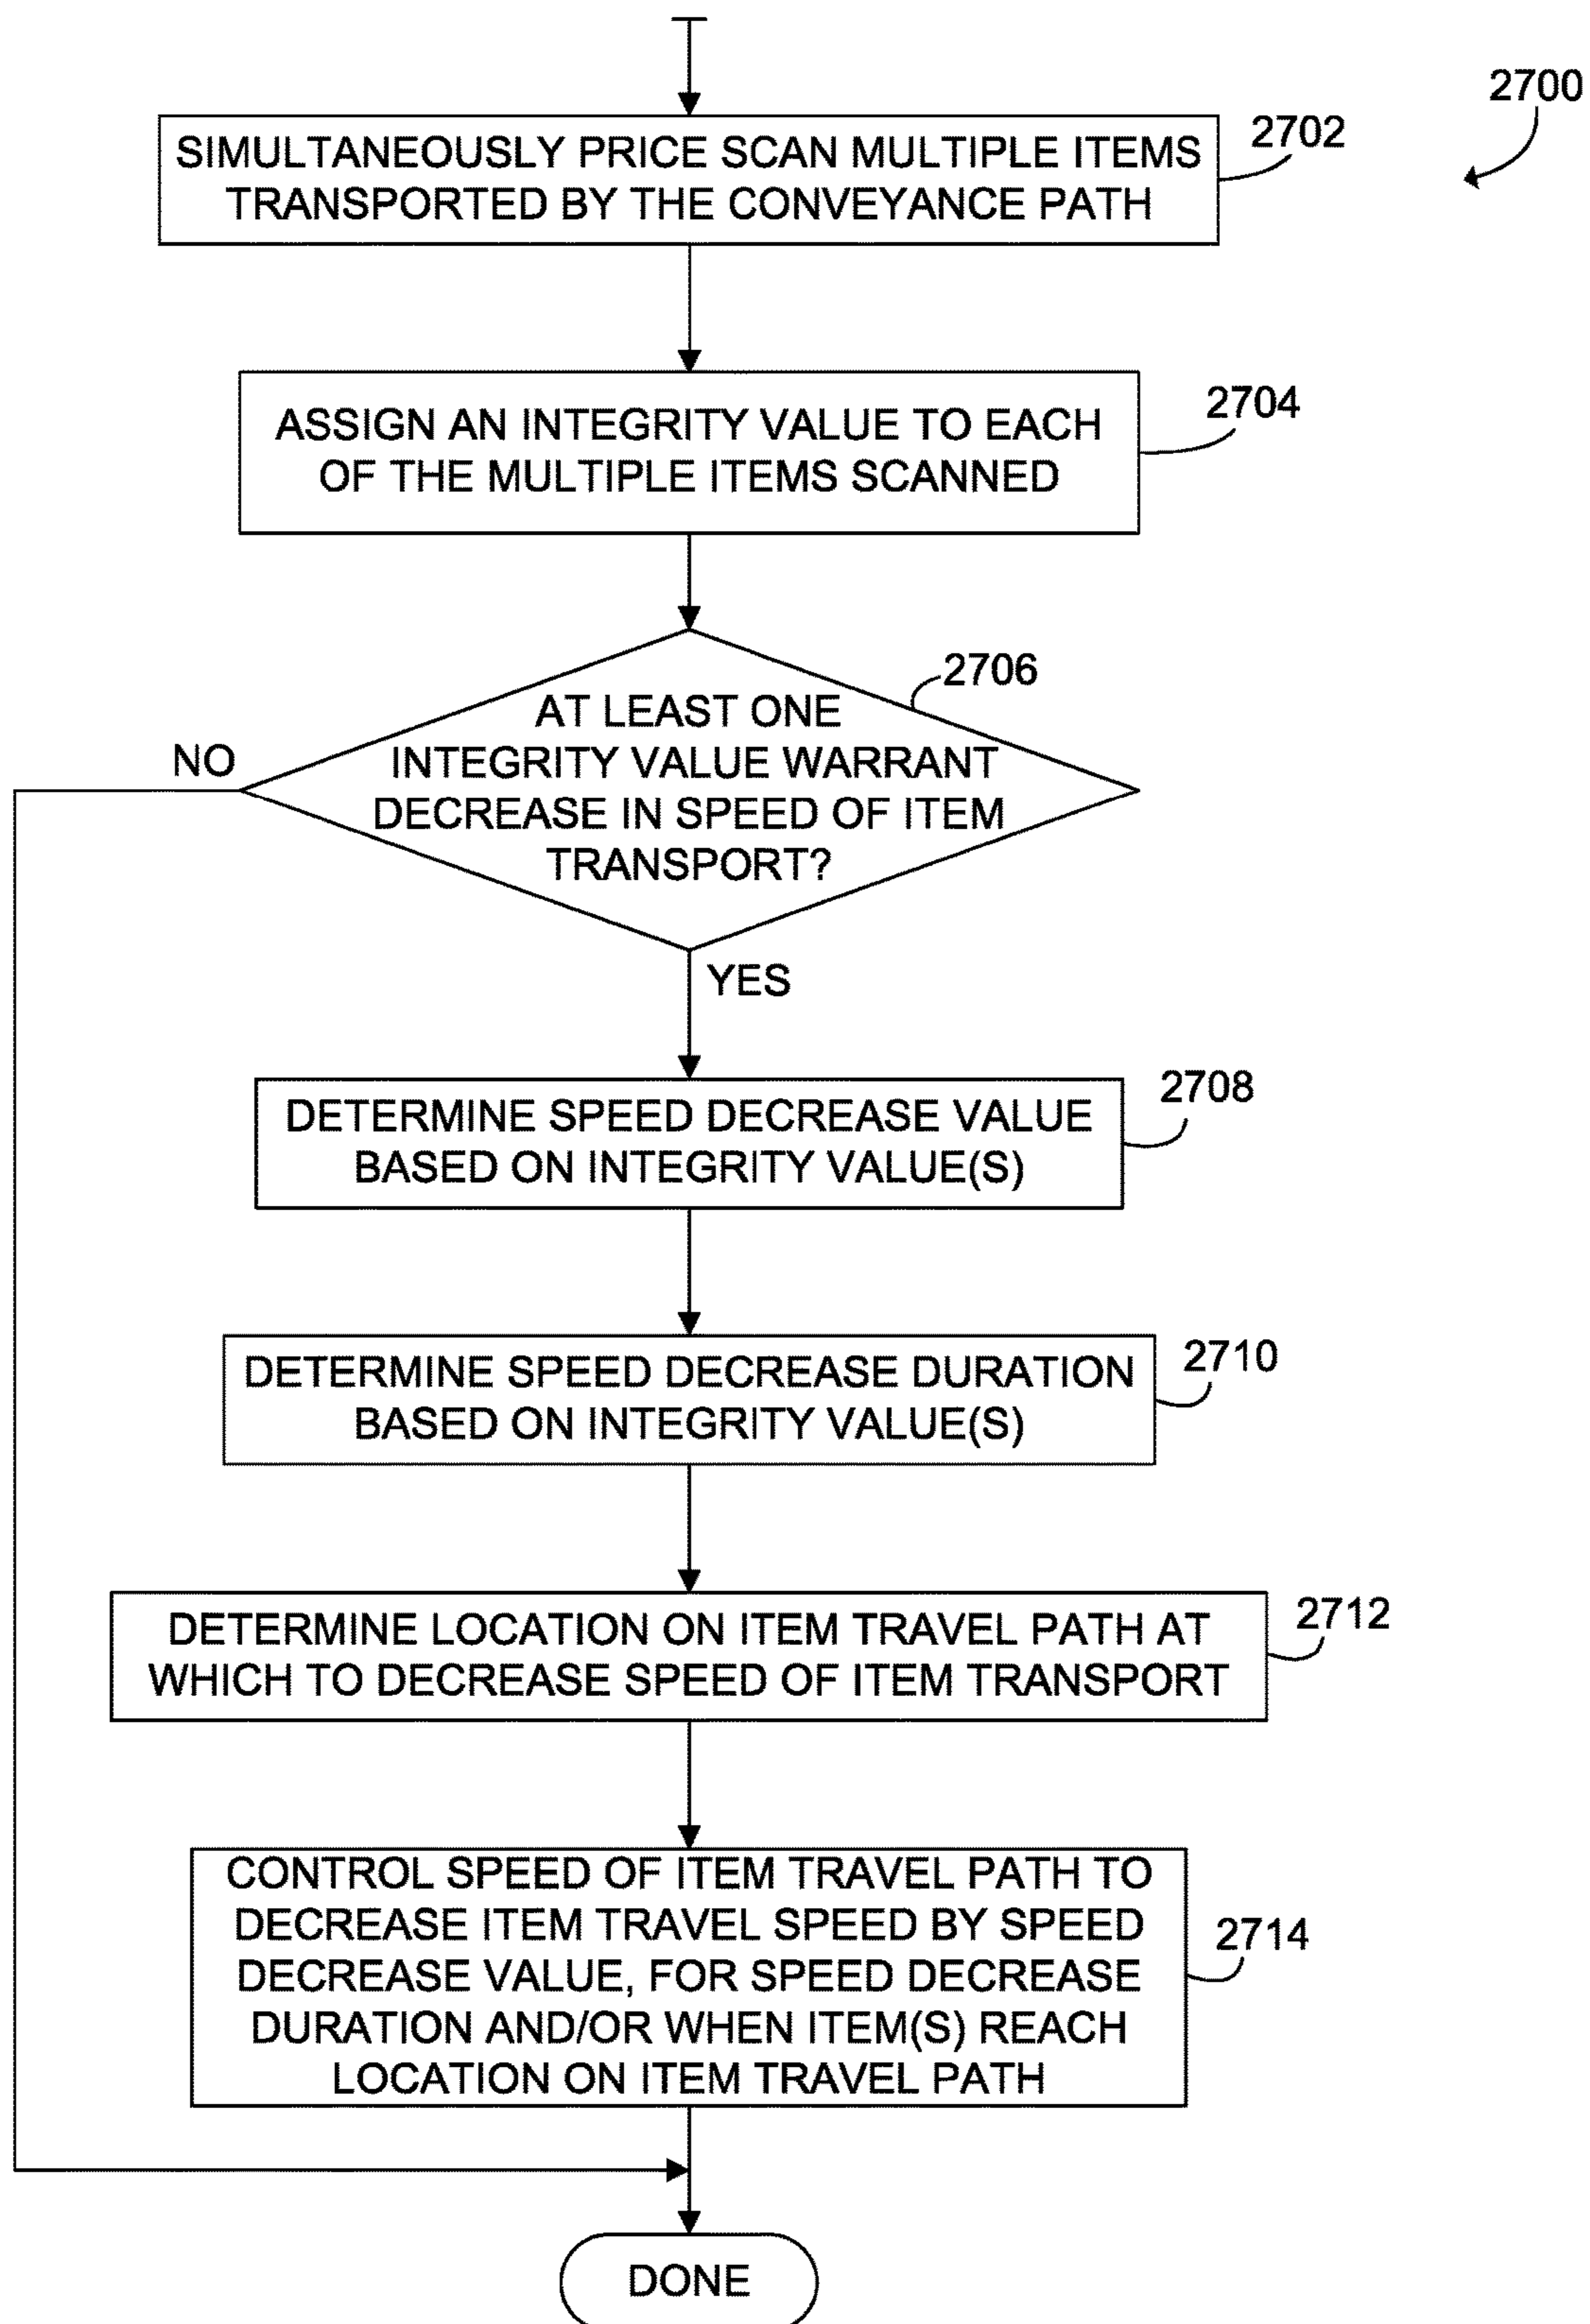 2700
SIMULTANEOUSLY PRICE SCAN MULTIPLE ITEMS
TRANSPORTED BY THE CONVEYANCE PATH
2702
ASSIGN AN INTEGRITY VALUE TO EACH
OF THE MULTIPLE ITEMS SCANNED
2704
AT LEAST ONE
INTEGRITY VALUE WARRANT
DECREASE IN SPEED OF ITEM
TRANSPORT?
2706
NO
YES
DETERMINE SPEED DECREASE VALUE
BASED ON INTEGRITY VALUE(S)
2708
DETERMINE SPEED DECREASE DURATION
BASED ON INTEGRITY VALUE(S)
2710
DETERMINE LOCATION ON ITEM TRAVEL PATH AT
WHICH TO DECREASE SPEED OF ITEM TRANSPORT
2712
CONTROL SPEED OF ITEM TRAVEL PATH TO
DECREASE ITEM TRAVEL SPEED BY SPEED
DECREASE VALUE, FOR SPEED DECREASE
DURATION AND/OR WHEN ITEM(S) REACH
LOCATION ON ITEM TRAVEL PATH
2714
DONE